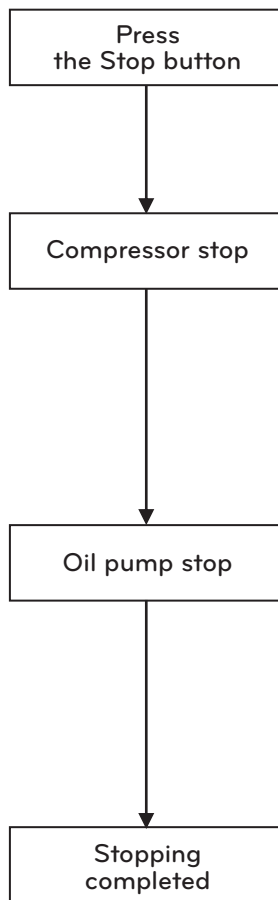 Press
the Stop button
Compressor stop
Oil pump stop
Stopping
completed